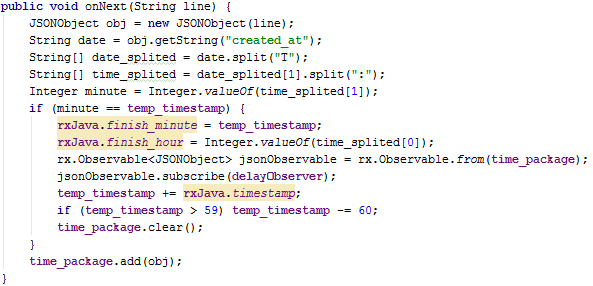 public void onNext(String line) {
JSONObject obj = new JSONObject(line);
String date = obj.getString("created_at");
String[] date_splited = date.split("T");
String[] time_splited = date_splited[1].split(":");
Integer minute = Integer.valueOf(time_splited[1]);
if (minute == temp_timestamp) {
rxJava.finish_minute = temp_timestamp;
rxJava.finish_hour = Integer.valueOf(time_splited[0]);
rx.Observable<JSONObject> jsonObservable = rx.Observable.from(time_package);
jsonObservable.subscribe(delayObserver);
temp_timestamp += rxJava.timestamp;
if (temp_timestamp > 59) temp_timestamp -= 60;
time_package.clear();
}
time_package.add(obj);
}